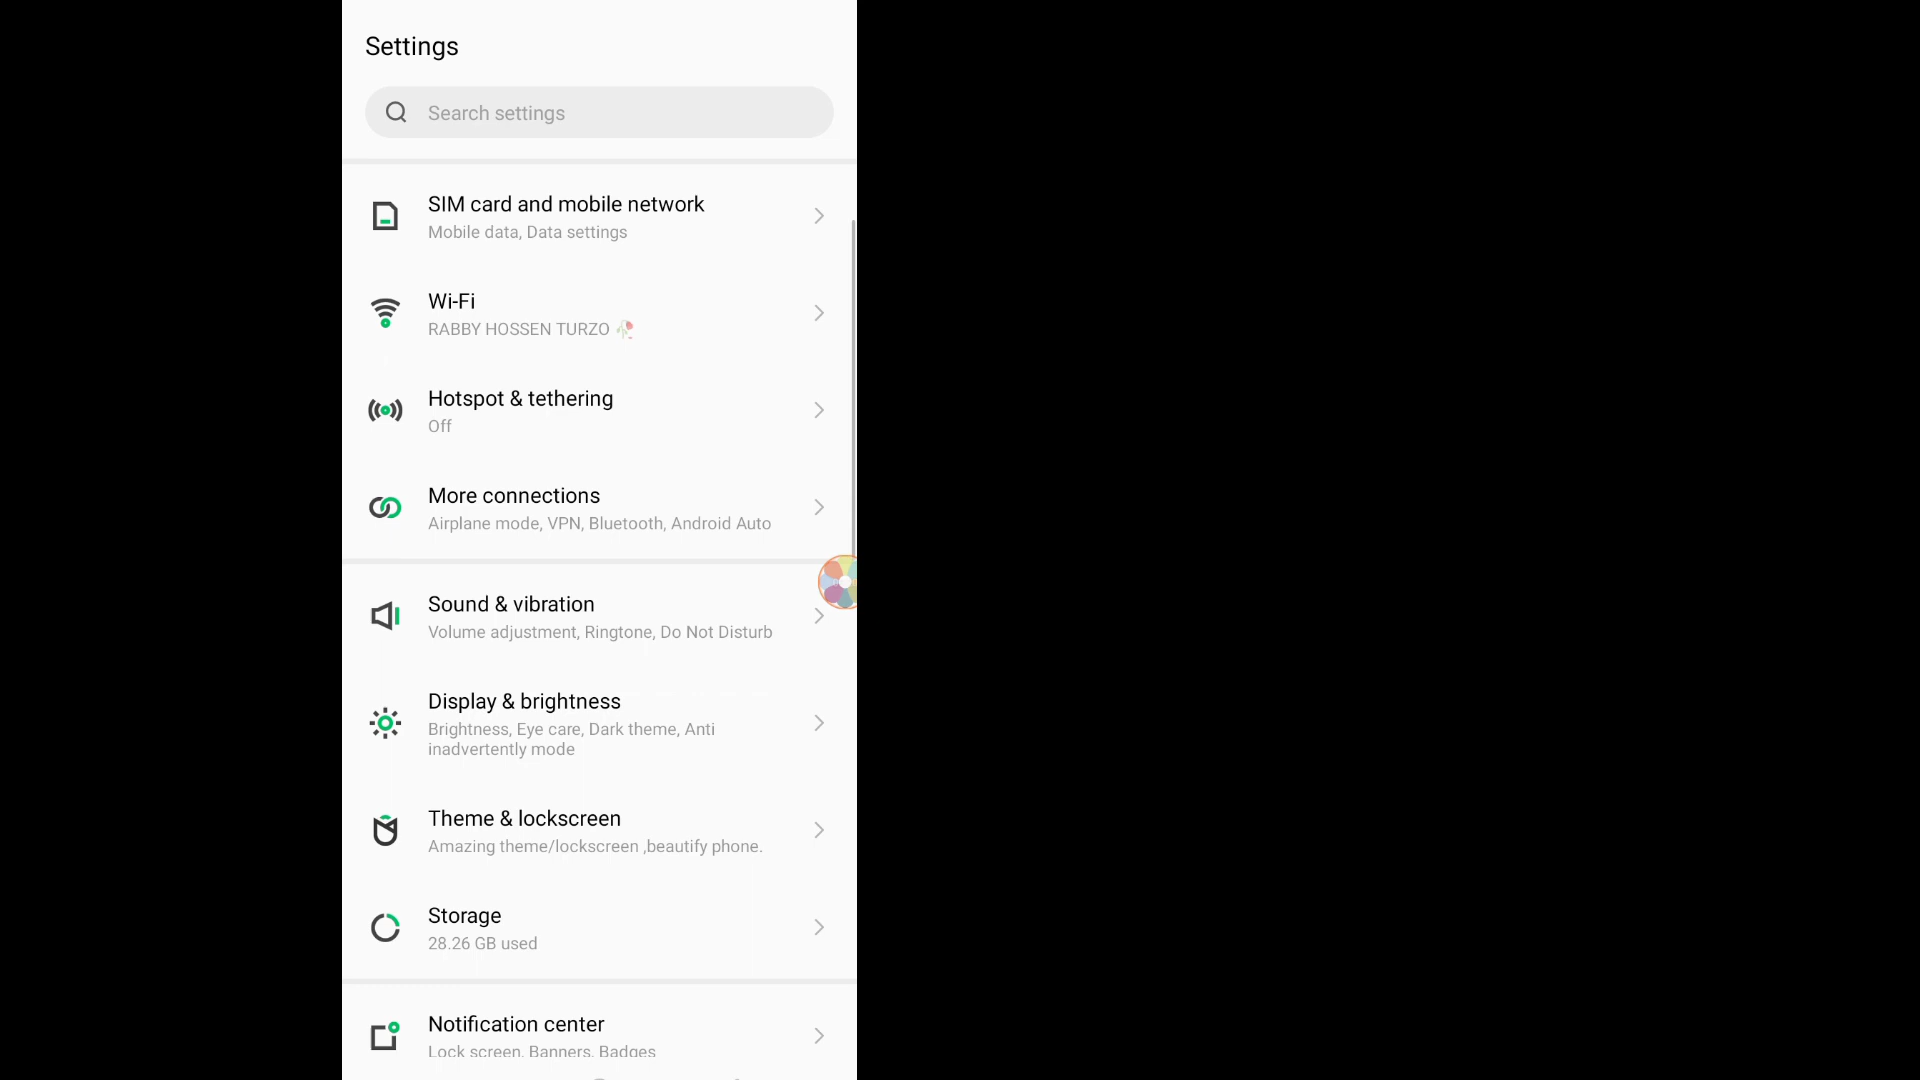 Settings
Search settings
SIM card and mobile network
Mobile data, Data settings
Wi-Fi
RABBY HOSSEN TURZO 🥀
Hotspot & tethering
Off
More connections
Airplane mode, VPN, Bluetooth, Android Auto
Sound & vibration
Volume adjustment, Ringtone, Do Not Disturb
Display & brightness
Brightness, Eye care, Dark theme, Anti
inadvertently mode
Theme & lockscreen
Amazing theme/lockscreen ,beautify phone.
Storage
28.26 GB used
Notification center
Lock screen, Banners, Badges